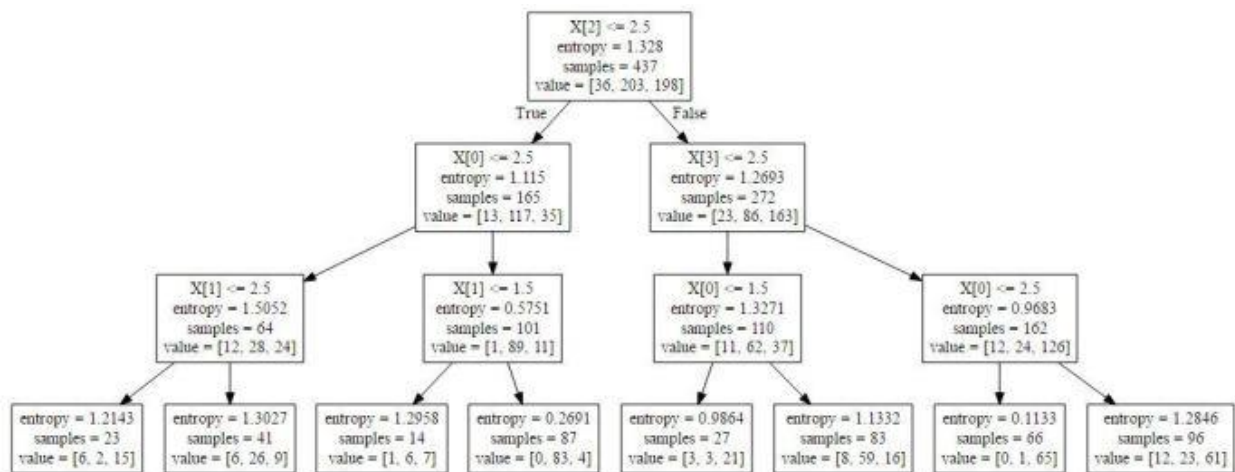 X[2] <= 2.5
entropy = 1.328
samples = 437
value = [36, 203, 198]
True
False
X[0] <= 2.5
entropy = 1.115
samples = 165
value = [13, 117, 35]
X[3] <= 2.5
entropy = 1.2693
samples = 272
value = [23, 86, 163]
X[1] <= 2.5
entropy = 1.5052
samples = 64
value = [12, 28, 24]
X[1] <= 1.5
entropy = 0.5751
samples = 101
value = [1, 89, 11]
X[0] <= 1.5
entropy = 1.3271
samples = 110
value = [11, 62, 37]
X[0] <= 2.5
entropy = 0.9683
samples = 162
value = [12, 24, 126]
entropy = 1.2143
samples = 23
value = [6, 2, 15]
entropy = 1.3027
samples = 41
value = [6, 26, 9]
entropy = 1.2958
samples = 14
value = [1, 6, 7]
entropy = 0.2691
samples = 87
value = [0, 83, 4]
entropy = 0.9864
samples = 27
value = [3, 3, 21]
entropy = 1.1332
samples = 83
value = [8, 59, 16]
entropy = 0.1133
samples = 66
value = [0, 1, 65]
entropy = 1.2846
samples = 96
value = [12, 23, 61]